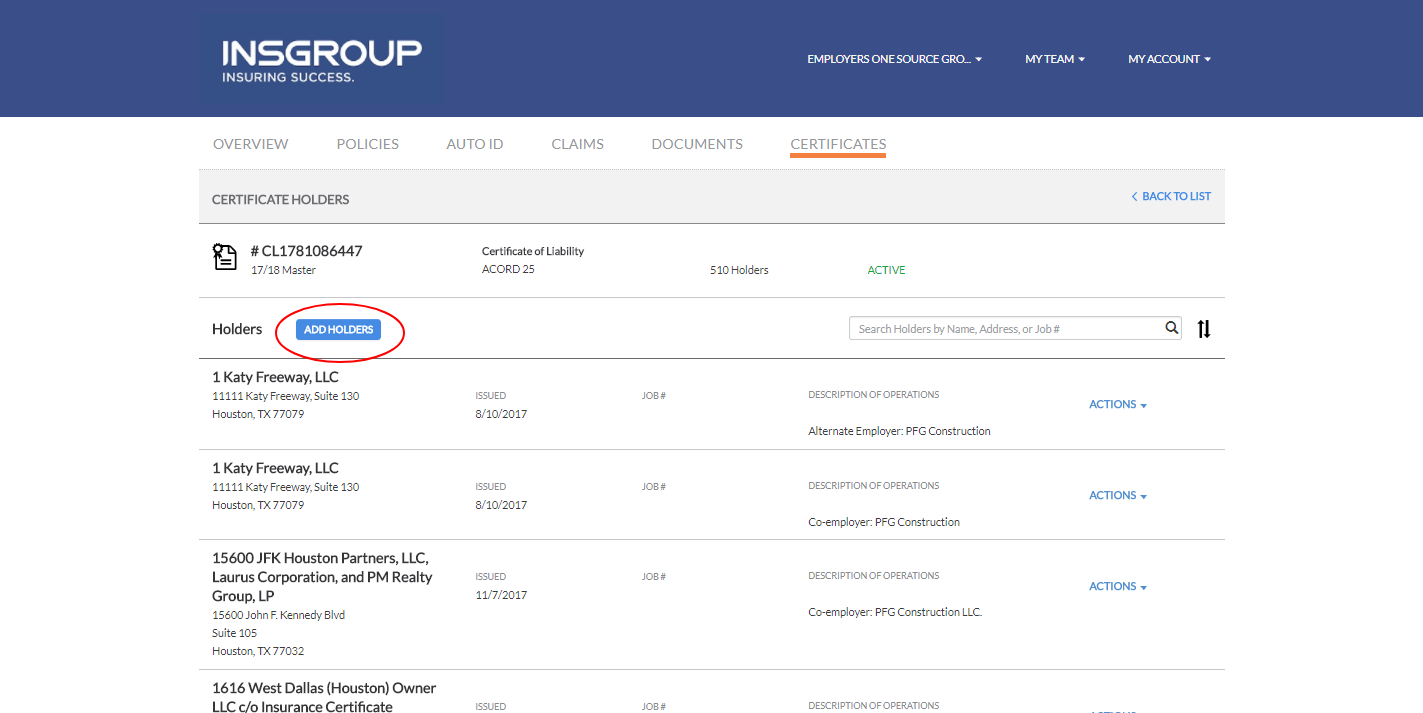 INSGROUP
INSURING SUCCESS.
EMPLOYERS ONE SOURCE GRO...
MY TEAM
MY ACCOUNT
OVERVIEW
POLICIES
AUTO ID
CLAIMS
DOCUMENTS
CERTIFICATES
CERTIFICATE HOLDERS
BACK TO LIST
# CL1781086447
17/18 Master
Certificate of Liability
ACORD 25
510 Holders
ACTIVE
Holders
ADD HOLDERS
Search Holders by Name, Address, or Job #
1 Katy Freeway, LLC
11111 Katy Freeway, Suite 130
Houston, TX 77079
ISSUED
8/10/2017
JOB #
DESCRIPTION OF OPERATIONS
Alternate Employer: PFG Construction
ACTIONS
1 Katy Freeway, LLC
11111 Katy Freeway, Suite 130
Houston, TX 77079
ISSUED
8/10/2017
JOB #
DESCRIPTION OF OPERATIONS
Co-employer: PFG Construction
ACTIONS
15600 JFK Houston Partners, LLC,
Laurus Corporation, and PM Realty
Group, LP
15600 John F. Kennedy Blvd
Suite 105
Houston, TX 77032
ISSUED
11/7/2017
JOB #
DESCRIPTION OF OPERATIONS
Co-employer: PFG Construction LLC.
ACTIONS
1616 West Dallas (Houston) Owner
LLC c/o Insurance Certificate
ISSUED
JOB #
DESCRIPTION OF OPERATIONS